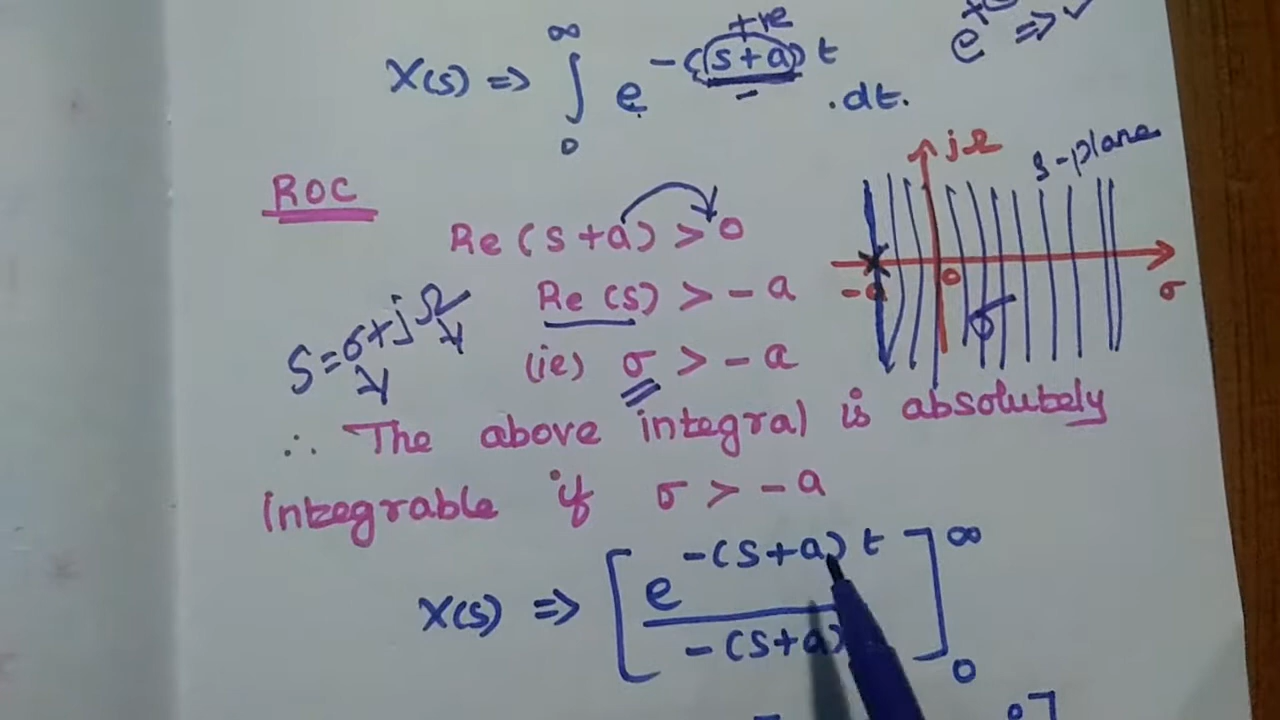 X(s) => ∫₀^∞ e^-(s+a)t .dt.
+ve
-
e^x => ✓
ROC
Re(s+a) > 0
Re(s) > -a
S=σ+jΩ
(ie) σ > -a
jΩ
s-plane
-a
0
σ
σ
∴ The above integral is absolutely
integrable if σ > -a
X(s) => [e^-(s+a)t / -(s+a)]₀^∞